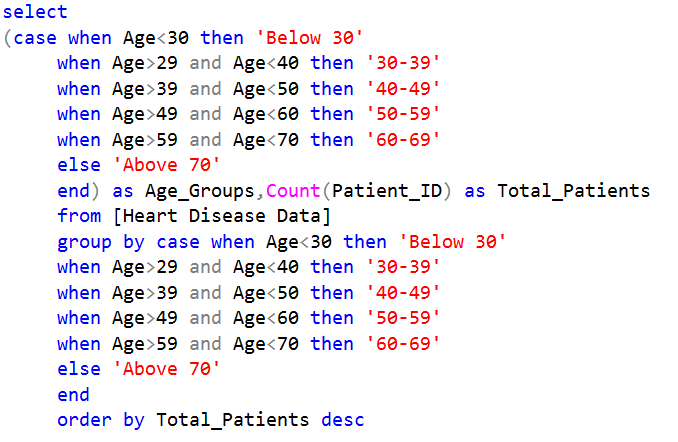 select
(case when Age<30 then 'Below 30'
when Age>29 and Age<40 then '30-39'
when Age>39 and Age<50 then '40-49'
when Age>49 and Age<60 then '50-59'
when Age>59 and Age<70 then '60-69'
else 'Above 70'
end) as Age_Groups,Count(Patient_ID) as Total_Patients
from [Heart Disease Data]
group by case when Age<30 then 'Below 30'
when Age>29 and Age<40 then '30-39'
when Age>39 and Age<50 then '40-49'
when Age>49 and Age<60 then '50-59'
when Age>59 and Age<70 then '60-69'
else 'Above 70'
end
order by Total_Patients desc